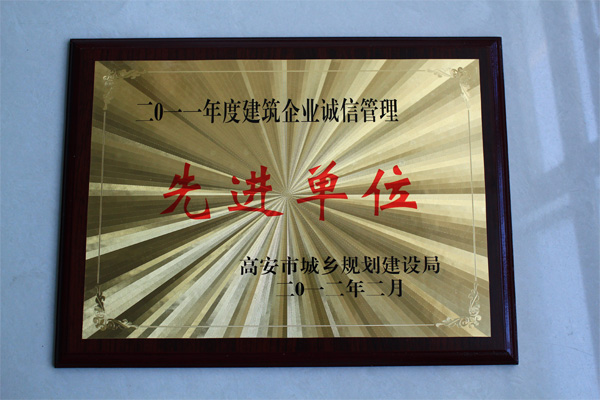 二0一一年度建筑企业诚信管理
先进单位
高安市城乡规划建设局
二0一二年二月